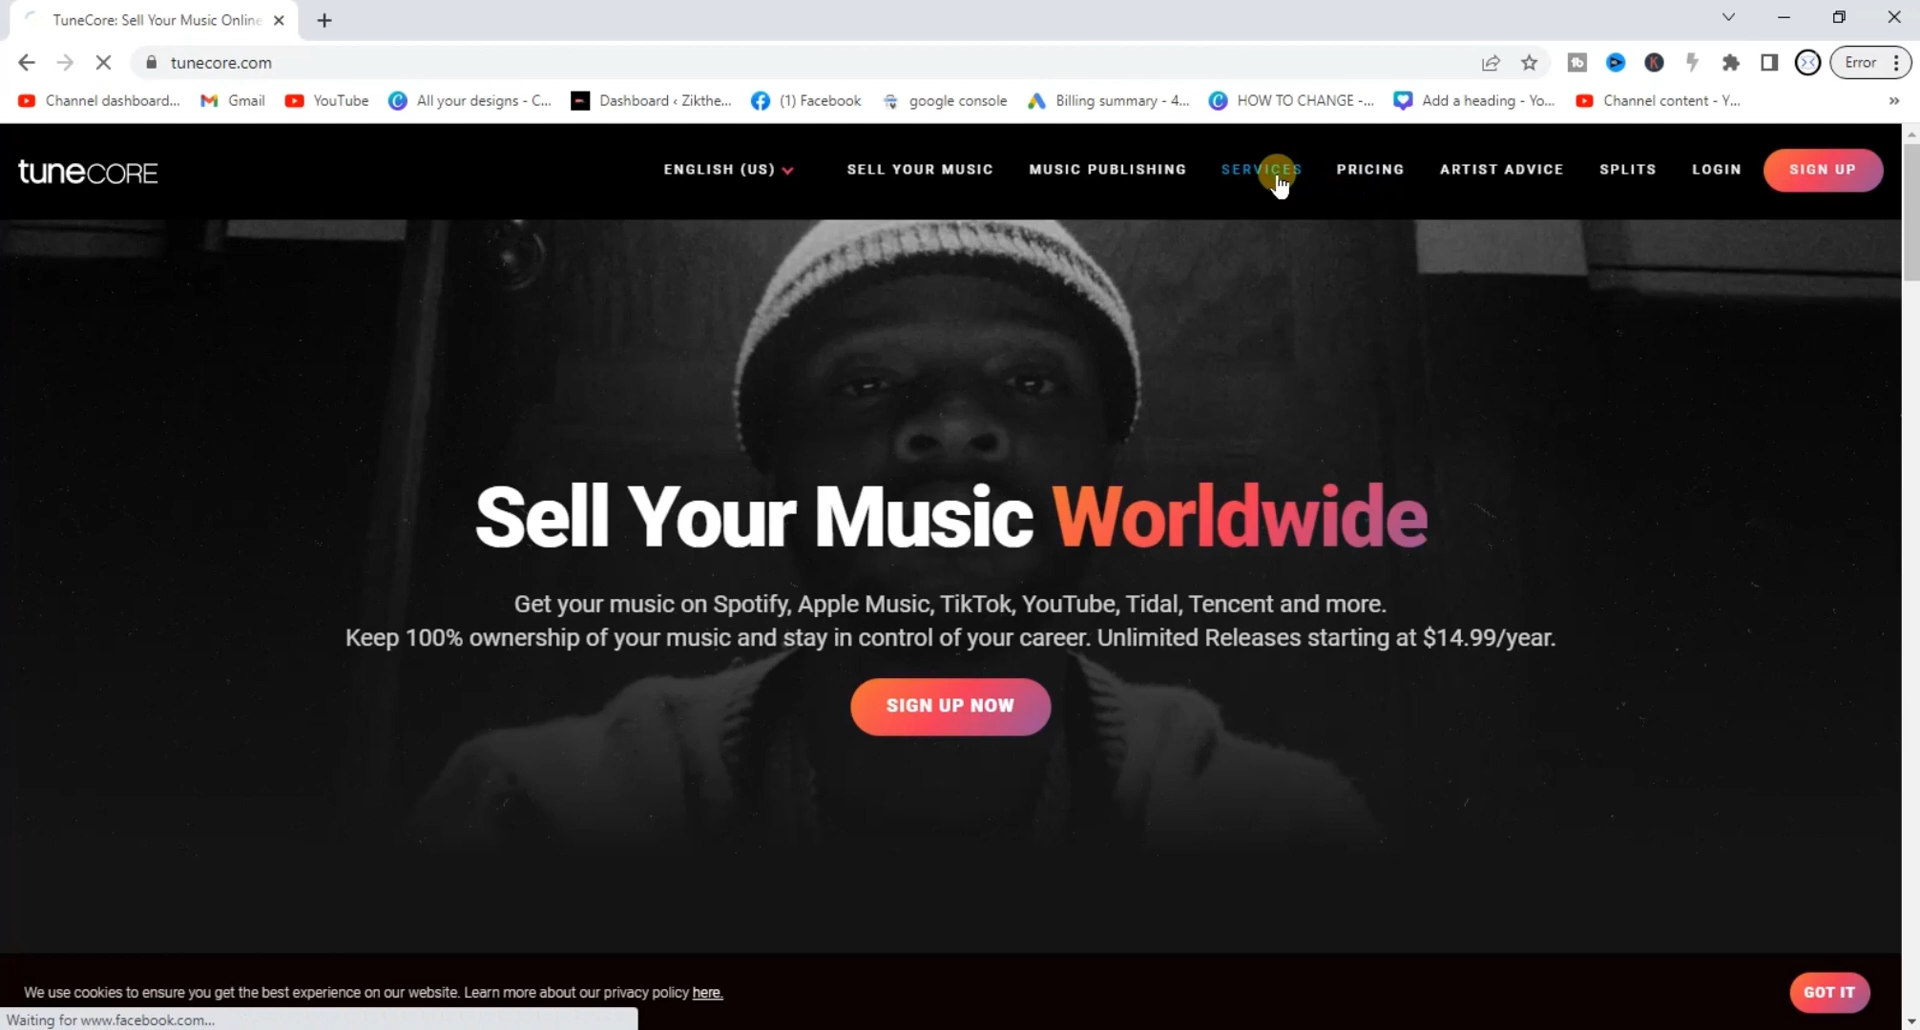 TuneCore: Sell Your Music Online
tunecore.com
Error
Channel dashboard...
Gmail
YouTube
All your designs - C...
Dashboard ‹ Zikthe...
(1) Facebook
google console
Billing summary - 4...
HOW TO CHANGE -...
Add a heading - Yo...
Channel content - Y...
»
tuneCORE
ENGLISH (US)
SELL YOUR MUSIC
MUSIC PUBLISHING
SERVICES
PRICING
ARTIST ADVICE
SPLITS
LOGIN
SIGN UP
Sell Your Music Worldwide
Get your music on Spotify, Apple Music, TikTok, YouTube, Tidal, Tencent and more.
Keep 100% ownership of your music and stay in control of your career. Unlimited Releases starting at $14.99/year.
SIGN UP NOW
We use cookies to ensure you get the best experience on our website. Learn more about our privacy policy here.
GOT IT
Waiting for www.facebook.com...